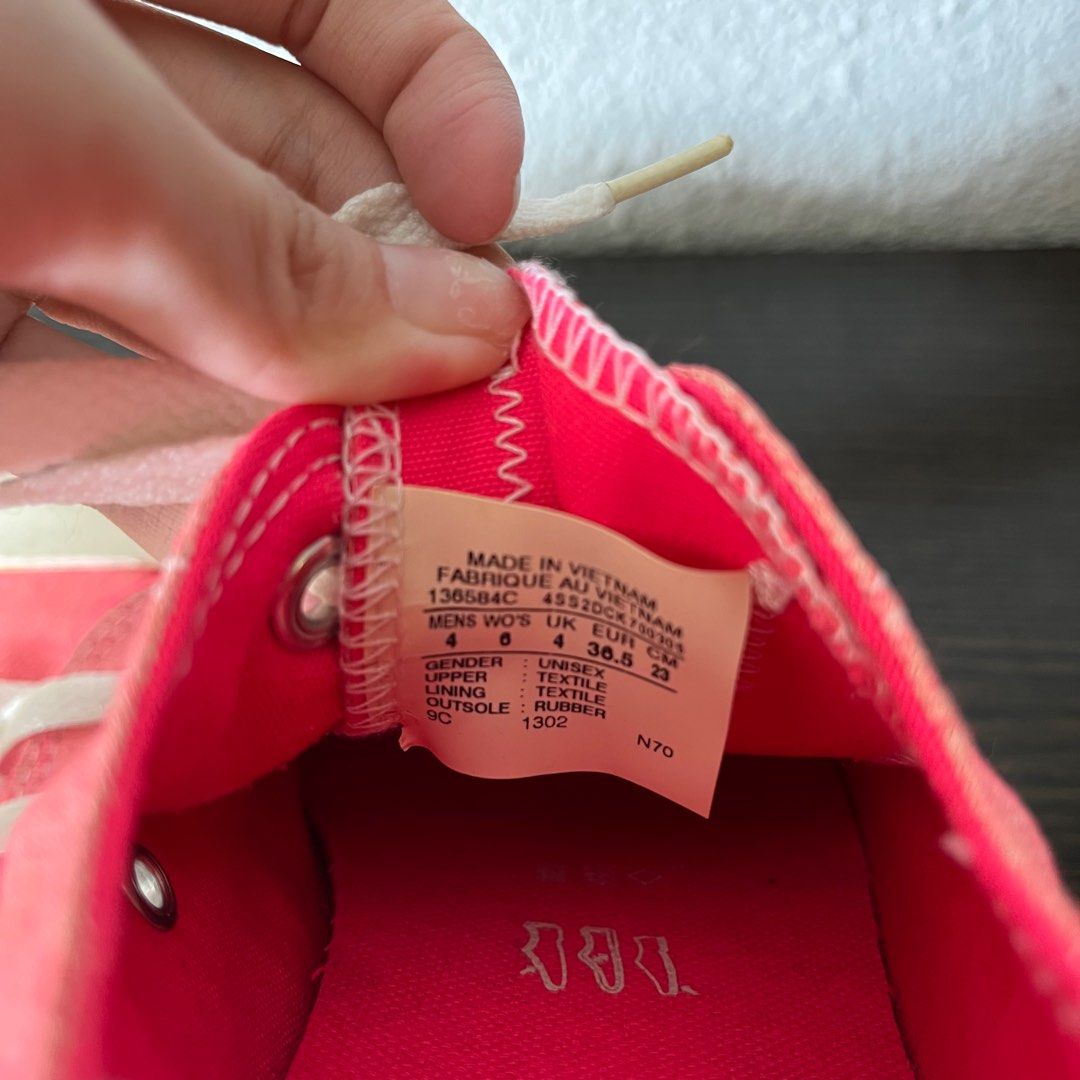 MADE IN VIETNAM
FABRIQUE AU VIETNAM
136584C 4SS2DCK700305
MENS WO'S UK EUR CM
4 6 4 36.5 23
GENDER : UNISEX
UPPER : TEXTILE
LINING : TEXTILE
OUTSOLE : RUBBER
9C 1302
N70